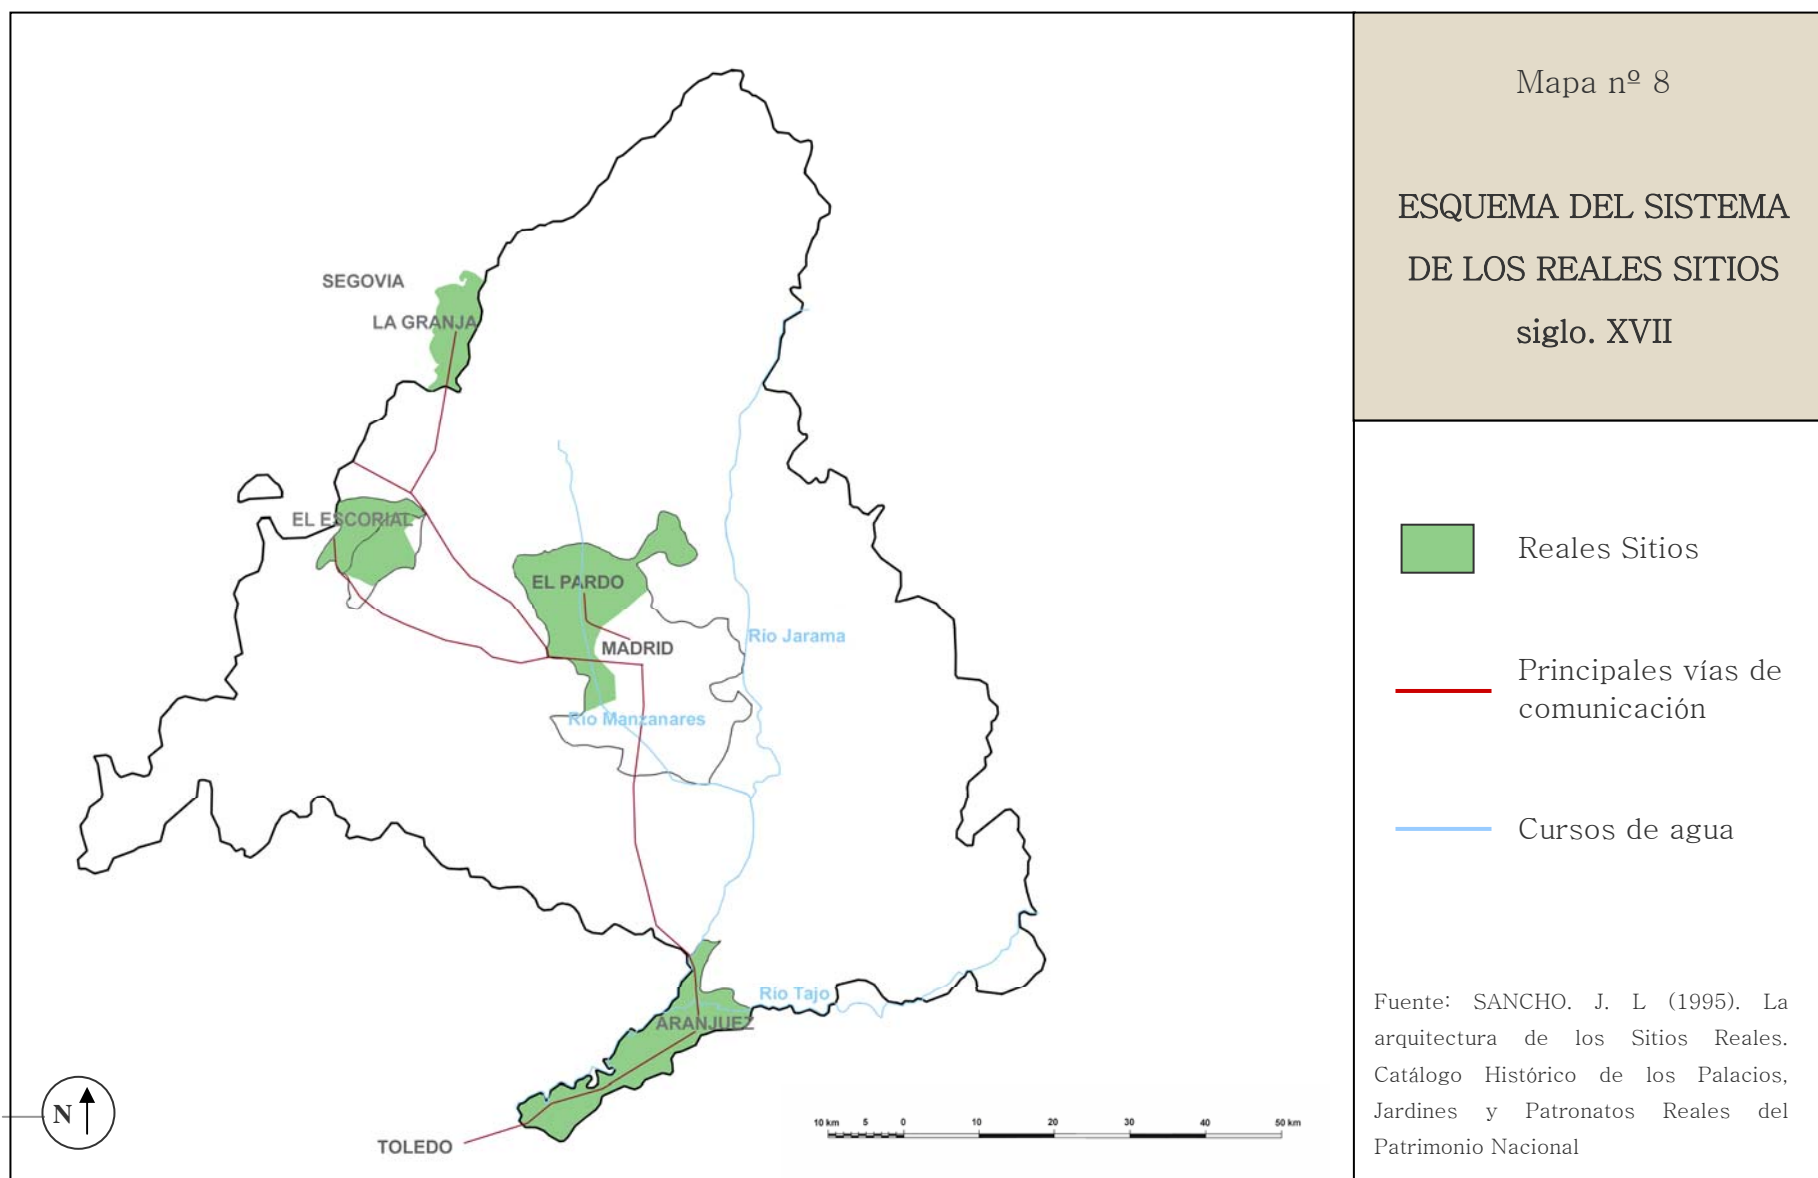 Mapa nº 8
ESQUEMA DEL SISTEMA
DE LOS REALES SITIOS
siglo. XVII
SEGOVIA
LA GRANJA
EL ESCORIAL
EL PARDO
MADRID
Río Jarama
Río Manzanares
Río Tajo
ARANJUEZ
TOLEDO
N
10 km 5 0 10 20 30 40 50 km
Reales Sitios
Principales vías de
comunicación
Cursos de agua
Fuente: SANCHO. J. L (1995). La
arquitectura de los Sitios Reales.
Catálogo Histórico de los Palacios,
Jardines y Patronatos Reales del
Patrimonio Nacional